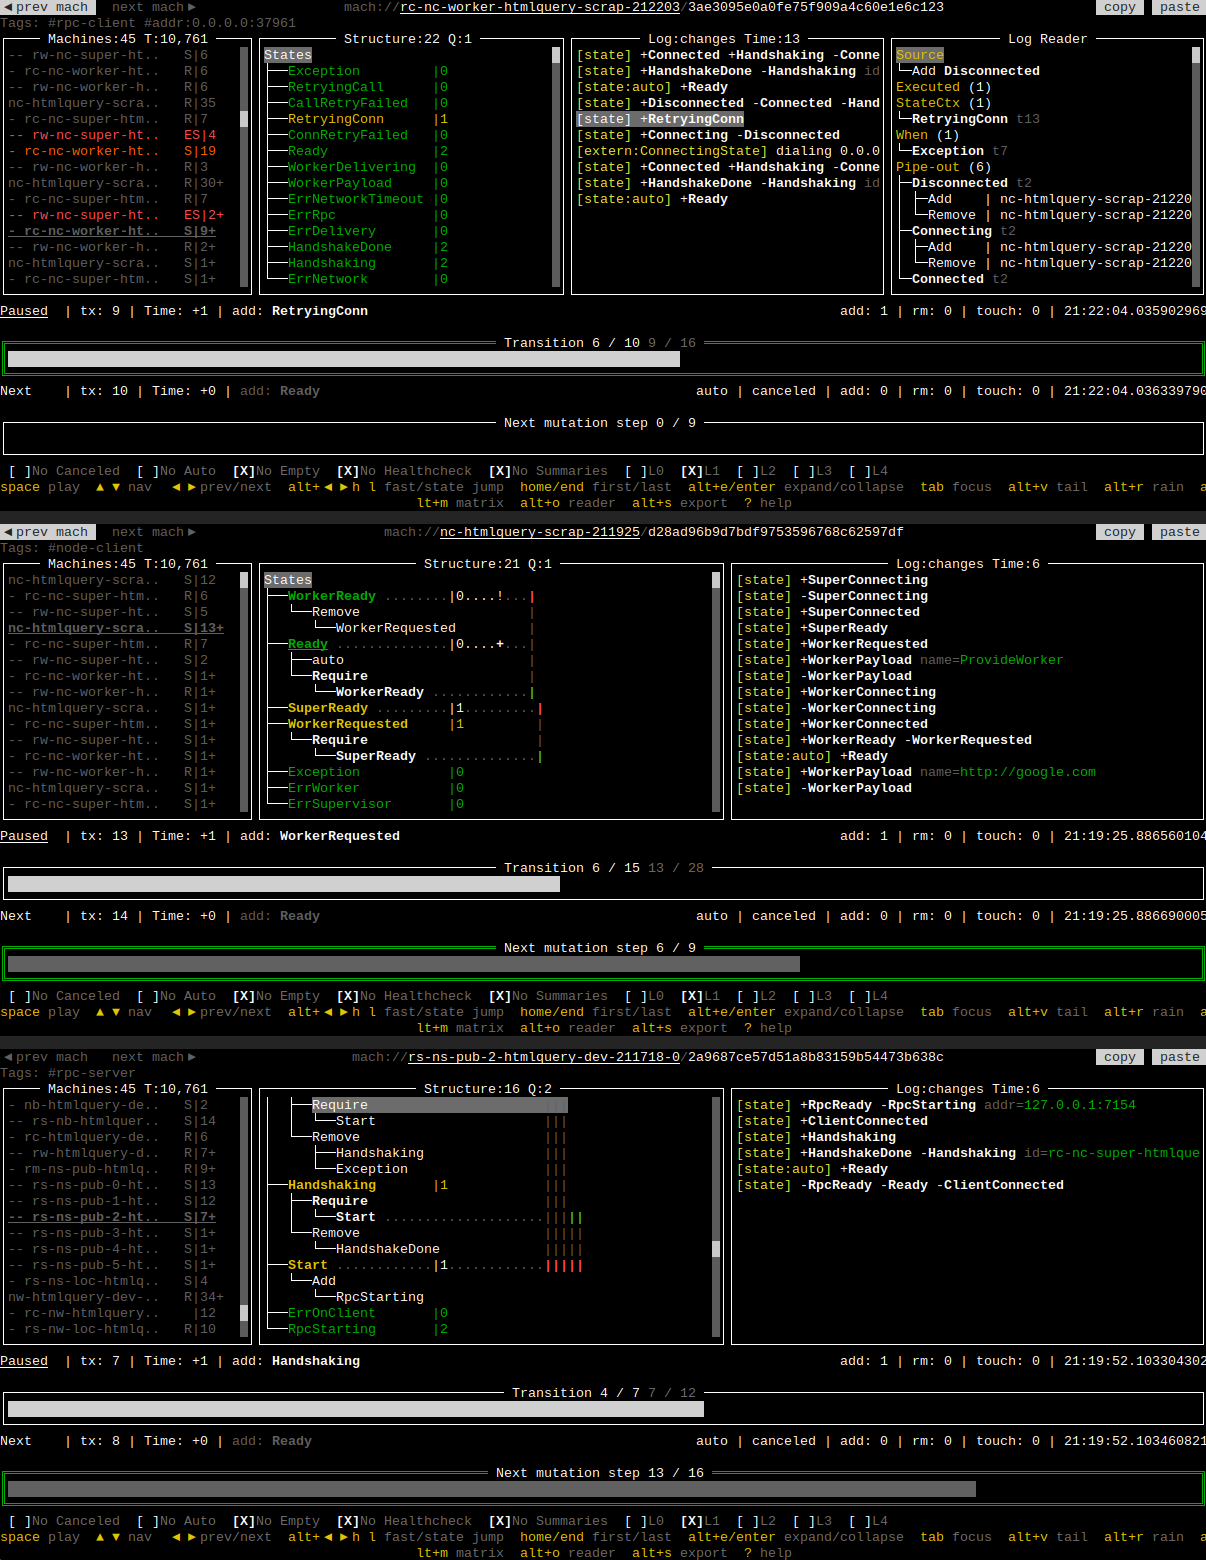 ◄ prev mach   next mach ►   mach://rc-nc-worker-htmlquery-scrap-212203/3ae3095e0a0fe75f909a4c60e1e6c123   copy   paste
Tags: #rpc-client #addr:0.0.0.0:37961
Machines:45 T:10,761   Structure:22 Q:1   Log:changes Time:13   Log Reader
-- rw-nc-super-ht..   S|6   States   [state] +Connected +Handshaking -Conne   Source
- rc-nc-worker-ht..   R|6   Exception   |0   [state] +HandshakeDone -Handshaking id   Add Disconnected
-- rw-nc-worker-h..   R|6   RetryingCall   |0   [state:auto] +Ready   Executed (1)
nc-htmlquery-scra..   R|35   CallRetryFailed   |0   [state] +Disconnected -Connected -Hand   StateCtx (1)
- rc-nc-super-htm..   R|7   RetryingConn   |1   [state] +RetryingConn   RetryingConn t13
-- rw-nc-super-ht..   ES|4   ConnRetryFailed   |0   [state] +Connecting -Disconnected   When (1)
- rc-nc-worker-ht..   S|19   Ready   |2   [extern:ConnectingState] dialing 0.0.0   Exception t7
-- rw-nc-worker-h..   R|3   WorkerDelivering   |0   [state] +Connected +Handshaking -Conne   Pipe-out (6)
nc-htmlquery-scra..   R|30+   WorkerPayload   |0   [state] +HandshakeDone -Handshaking id   Disconnected t2
- rc-nc-super-htm..   R|7   ErrNetworkTimeout |0   [state:auto] +Ready   Add    | nc-htmlquery-scrap-21220
-- rw-nc-super-ht..   ES|2+   ErrRpc   |0   Remove | nc-htmlquery-scrap-21220
- rc-nc-worker-ht..   S|9+   ErrDelivery   |0   Connecting t2
-- rw-nc-worker-h..   R|2+   HandshakeDone   |2   Add    | nc-htmlquery-scrap-21220
nc-htmlquery-scra..   S|1+   Handshaking   |2   Remove | nc-htmlquery-scrap-21220
- rc-nc-super-htm..   S|1+   ErrNetwork   |0   Connected t2
Paused  | tx: 9 | Time: +1 | add: RetryingConn   add: 1 | rm: 0 | touch: 0 | 21:22:04.035902969
Transition 6 / 10 9 / 16
Next    | tx: 10 | Time: +0 | add: Ready   auto | canceled | add: 0 | rm: 0 | touch: 0 | 21:22:04.036339790
Next mutation step 0 / 9
[ ]No Canceled  [ ]No Auto  [X]No Empty  [X]No Healthcheck  [X]No Summaries  [ ]L0  [X]L1  [ ]L2  [ ]L3  [ ]L4
space play  ▲ ▼ nav  ◄ ►prev/next  alt+◄ ►h l fast/state jump  home/end first/last  alt+e/enter expand/collapse  tab focus  alt+v tail  alt+r rain  a
lt+m matrix  alt+o reader  alt+s export  ? help
◄ prev mach   next mach ►   mach://nc-htmlquery-scrap-211925/d28ad96b9d7bdf9753596768c62597df   copy   paste
Tags: #node-client
Machines:45 T:10,761   Structure:21 Q:1   Log:changes Time:6
nc-htmlquery-scra..   S|12   States   [state] +SuperConnecting
- rc-nc-super-htm..   R|6   WorkerReady ........|0....!...|   [state] -SuperConnecting
-- rw-nc-super-ht..   S|5   Remove   |   [state] +SuperConnected
nc-htmlquery-scra..   S|13+   WorkerRequested   |   [state] +SuperReady
- rc-nc-super-htm..   R|7   Ready ..............|0....+...|   [state] +WorkerRequested
-- rw-nc-super-ht..   S|2   auto   |   [state] +WorkerPayload name=ProvideWorker
- rc-nc-worker-ht..   S|1+   Require   |   [state] -WorkerPayload
-- rw-nc-worker-h..   R|1+   WorkerReady ............|   [state] +WorkerConnecting
nc-htmlquery-scra..   S|1+   SuperReady .........|1.........|   [state] -WorkerConnecting
- rc-nc-super-htm..   S|1+   WorkerRequested   |1   |   [state] +WorkerConnected
-- rw-nc-super-ht..   S|1+   Require   |   [state] +WorkerReady -WorkerRequested
- rc-nc-worker-ht..   S|1+   SuperReady ..............|   [state:auto] +Ready
-- rw-nc-worker-h..   R|1+   Exception   |0   [state] +WorkerPayload name=http://google.com
nc-htmlquery-scra..   S|1+   ErrWorker   |0   [state] -WorkerPayload
- rc-nc-super-htm..   S|1+   ErrSupervisor   |0
Paused  | tx: 13 | Time: +1 | add: WorkerRequested   add: 1 | rm: 0 | touch: 0 | 21:19:25.886560104
Transition 6 / 15 13 / 28
Next    | tx: 14 | Time: +0 | add: Ready   auto | canceled | add: 0 | rm: 0 | touch: 0 | 21:19:25.886690005
Next mutation step 6 / 9
[ ]No Canceled  [ ]No Auto  [X]No Empty  [X]No Healthcheck  [X]No Summaries  [ ]L0  [X]L1  [ ]L2  [ ]L3  [ ]L4
space play  ▲ ▼ nav  ◄ ►prev/next  alt+◄ ►h l fast/state jump  home/end first/last  alt+e/enter expand/collapse  tab focus  alt+v tail  alt+r rain  a
lt+m matrix  alt+o reader  alt+s export  ? help
◄ prev mach   next mach ►   mach://rs-ns-pub-2-htmlquery-dev-211718-0/2a9687ce57d51a8b83159b54473b638c   copy   paste
Tags: #rpc-server
Machines:45 T:10,761   Structure:16 Q:2   Log:changes Time:6
- nb-htmlquery-de..   S|2   Require   |||   [state] +RpcReady -RpcStarting addr=127.0.0.1:7154
-- rs-nb-htmlquer..   S|14   Start   |||   [state] +ClientConnected
- rc-htmlquery-de..   R|6   Remove   |||   [state] +Handshaking
-- rw-htmlquery-d..   R|7+   Handshaking   |||   [state] +HandshakeDone -Handshaking id=rc-nc-super-htmlque
- rm-ns-pub-htmlq..   R|9+   Exception   |||   [state:auto] +Ready
-- rs-ns-pub-0-ht..   S|13   Handshaking   |1   |||   [state] -RpcReady -Ready -ClientConnected
-- rs-ns-pub-1-ht..   S|12   Require   |||
-- rs-ns-pub-2-ht..   S|7+   Start ....................|||||
-- rs-ns-pub-3-ht..   S|1+   Remove   |||||
-- rs-ns-pub-4-ht..   S|1+   HandshakeDone   |||||
-- rs-ns-pub-5-ht..   S|1+   Start ............|1............|||||
- rs-ns-loc-htmlq..   S|4   Add
nw-htmlquery-dev-..   R|34+   RpcStarting
- rc-nw-htmlquery..   |12   ErrOnClient   |0
- rs-nw-loc-htmlq..   R|10   RpcStarting   |2
Paused  | tx: 7 | Time: +1 | add: Handshaking   add: 1 | rm: 0 | touch: 0 | 21:19:52.103304302
Transition 4 / 7 7 / 12
Next    | tx: 8 | Time: +0 | add: Ready   auto | canceled | add: 0 | rm: 0 | touch: 0 | 21:19:52.103460821
Next mutation step 13 / 16
[ ]No Canceled  [ ]No Auto  [X]No Empty  [X]No Healthcheck  [X]No Summaries  [ ]L0  [X]L1  [ ]L2  [ ]L3  [ ]L4
space play  ▲ ▼ nav  ◄ ►prev/next  alt+◄ ►h l fast/state jump  home/end first/last  alt+e/enter expand/collapse  tab focus  alt+v tail  alt+r rain  a
lt+m matrix  alt+o reader  alt+s export  ? help